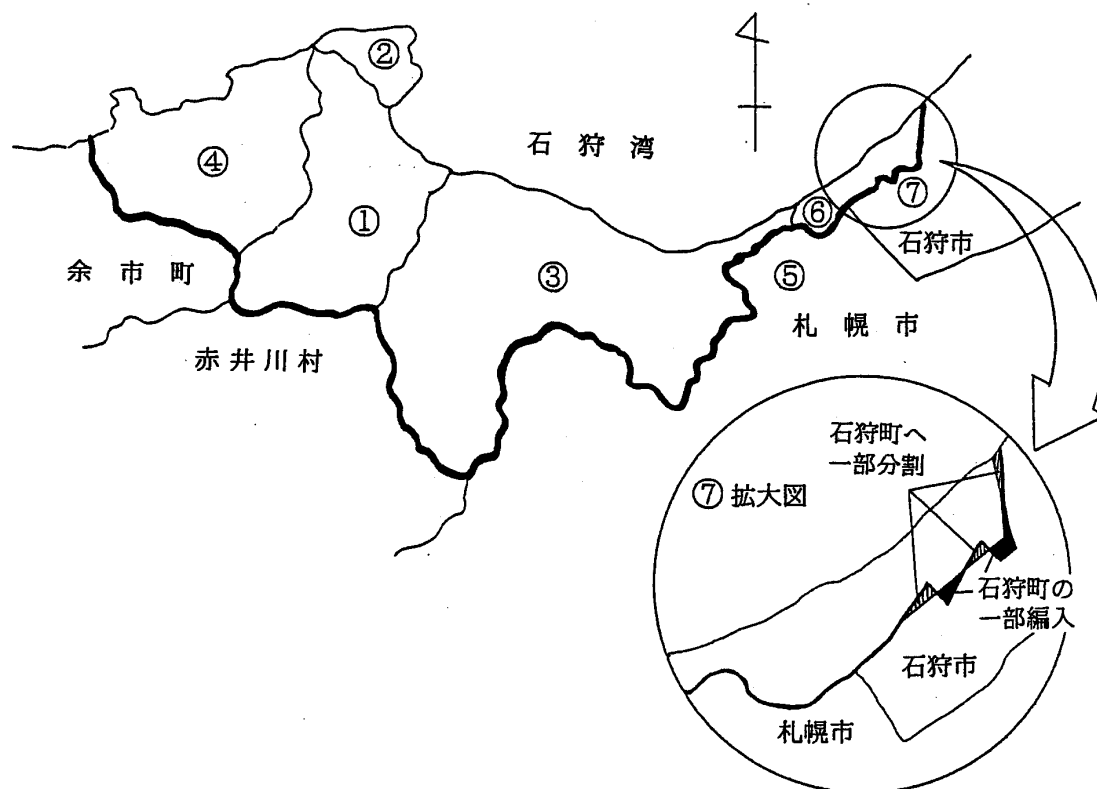 ②
④
石狩湾
①
⑥
⑦
石狩市
余市町
③
⑤
札幌市
赤井川村
石狩町へ
一部分割
⑦ 拡大図
石狩町の
一部編入
石狩市
札幌市